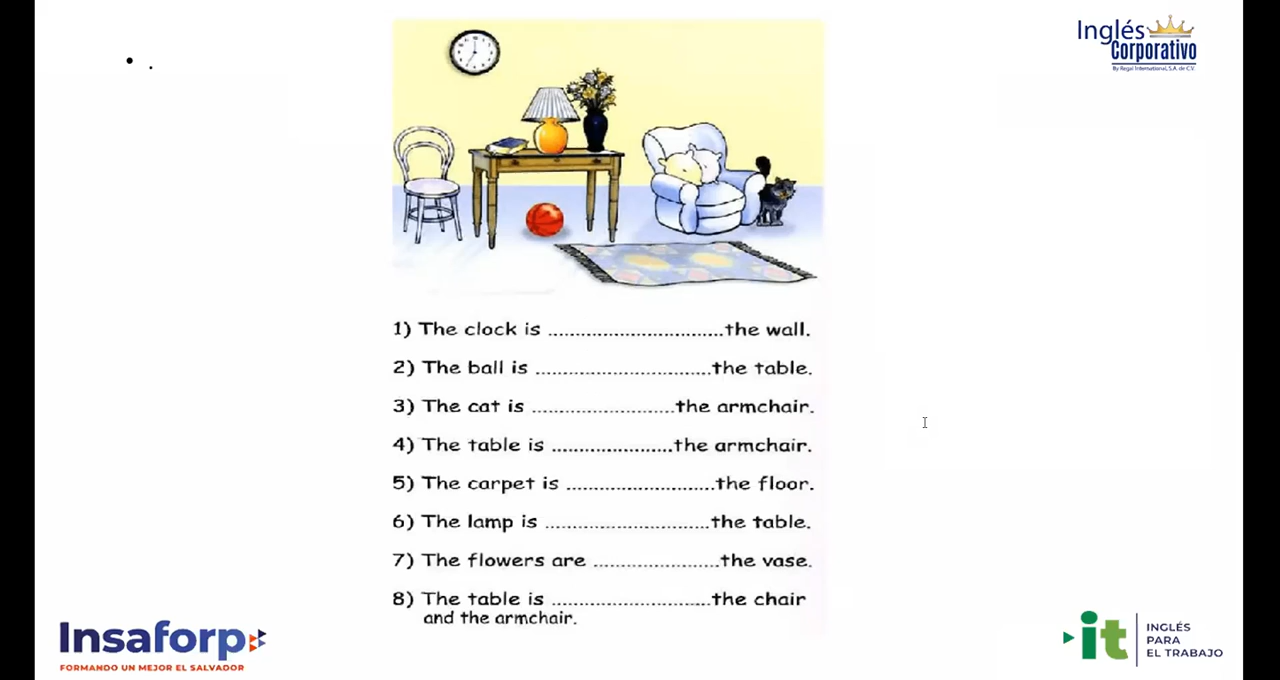 Inglés
Corporativo
By Regal International, S.A. de C.V.
1) The clock is ................................the wall.
2) The ball is ................................the table.
3) The cat is ..........................the armchair.
4) The table is ......................the armchair.
5) The carpet is ...........................the floor.
6) The lamp is ..............................the table.
7) The flowers are .......................the vase.
8) The table is .............................the chair
and the armchair.
Insaforp
FORMANDO UN MEJOR EL SALVADOR
it
INGLÉS
PARA
EL TRABAJO